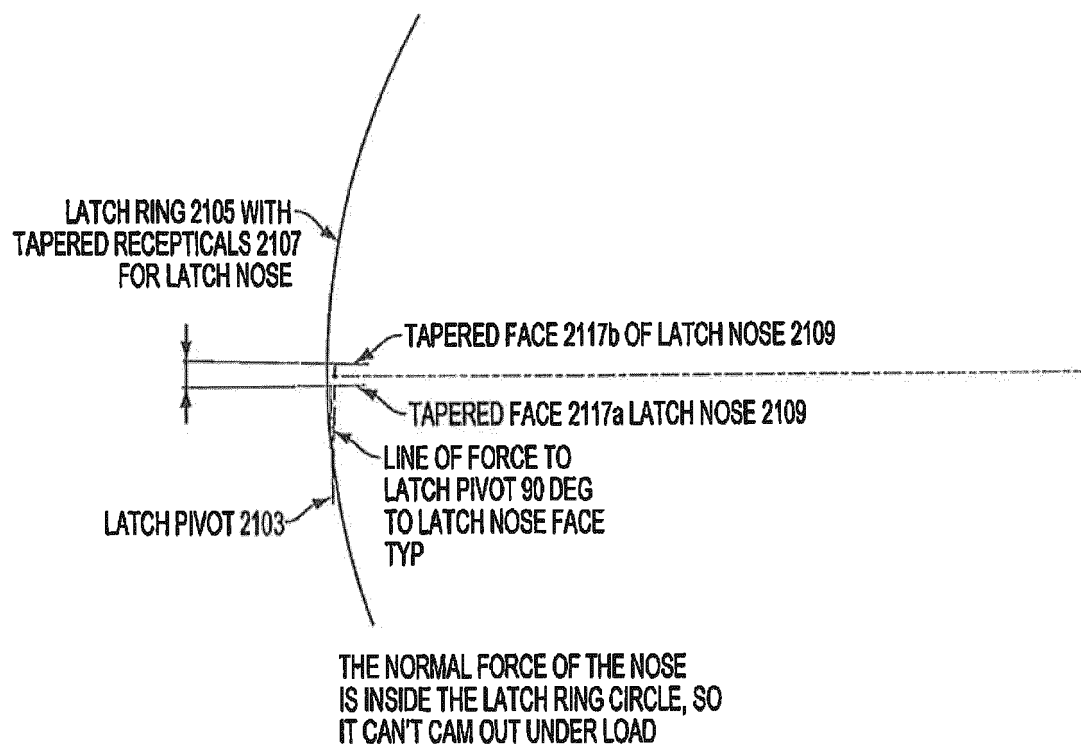 LATCH RING 2105 WITH
TAPERED RECEPTICALS 2107
FOR LATCH NOSE
TAPERED FACE 2117b OF LATCH NOSE 2109
TAPERED FACE 2117a LATCH NOSE 2109
LINE OF FORCE TO
LATCH PIVOT 90 DEG
TO LATCH NOSE FACE
TYP
LATCH PIVOT 2103
THE NORMAL FORCE OF THE NOSE
IS INSIDE THE LATCH RING CIRCLE, SO
IT CAN'T CAM OUT UNDER LOAD